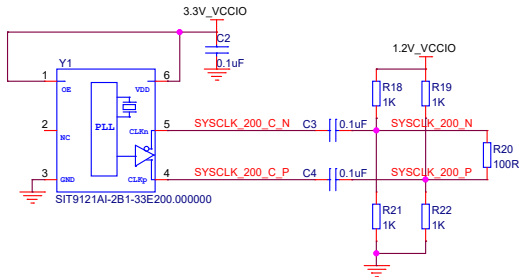 3.3V_VCCIO
C2
0.1uF
1.2V_VCCIO
Y1
1
OE
VDD
6
R18
1K
R19
1K
PLL
CLKn
5
SYSCLK_200_C_N
C3
0.1uF
SYSCLK_200_N
2
NC
R20
100R
3
GND
CLKp
4
SYSCLK_200_C_P
C4
0.1uF
SYSCLK_200_P
SIT9121AI-2B1-33E200.000000
R21
1K
R22
1K